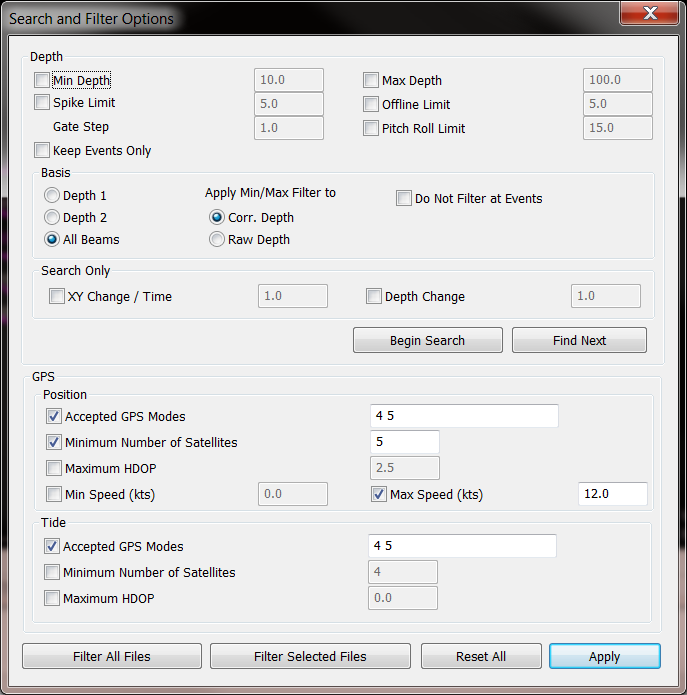 Search and Filter Options
Depth
Min Depth 10.0 Max Depth 100.0
Spike Limit 5.0 Offline Limit 5.0
Gate Step 1.0 Pitch Roll Limit 15.0
Keep Events Only
Basis
Depth 1 Apply Min/Max Filter to Do Not Filter at Events
Depth 2 Corr. Depth
All Beams Raw Depth
Search Only
XY Change / Time 1.0 Depth Change 1.0
Begin Search Find Next
GPS
Position
Accepted GPS Modes 4 5
Minimum Number of Satellites 5
Maximum HDOP 2.5
Min Speed (kts) 0.0 Max Speed (kts) 12.0
Tide
Accepted GPS Modes 4 5
Minimum Number of Satellites 4
Maximum HDOP 0.0
Filter All Files Filter Selected Files Reset All Apply